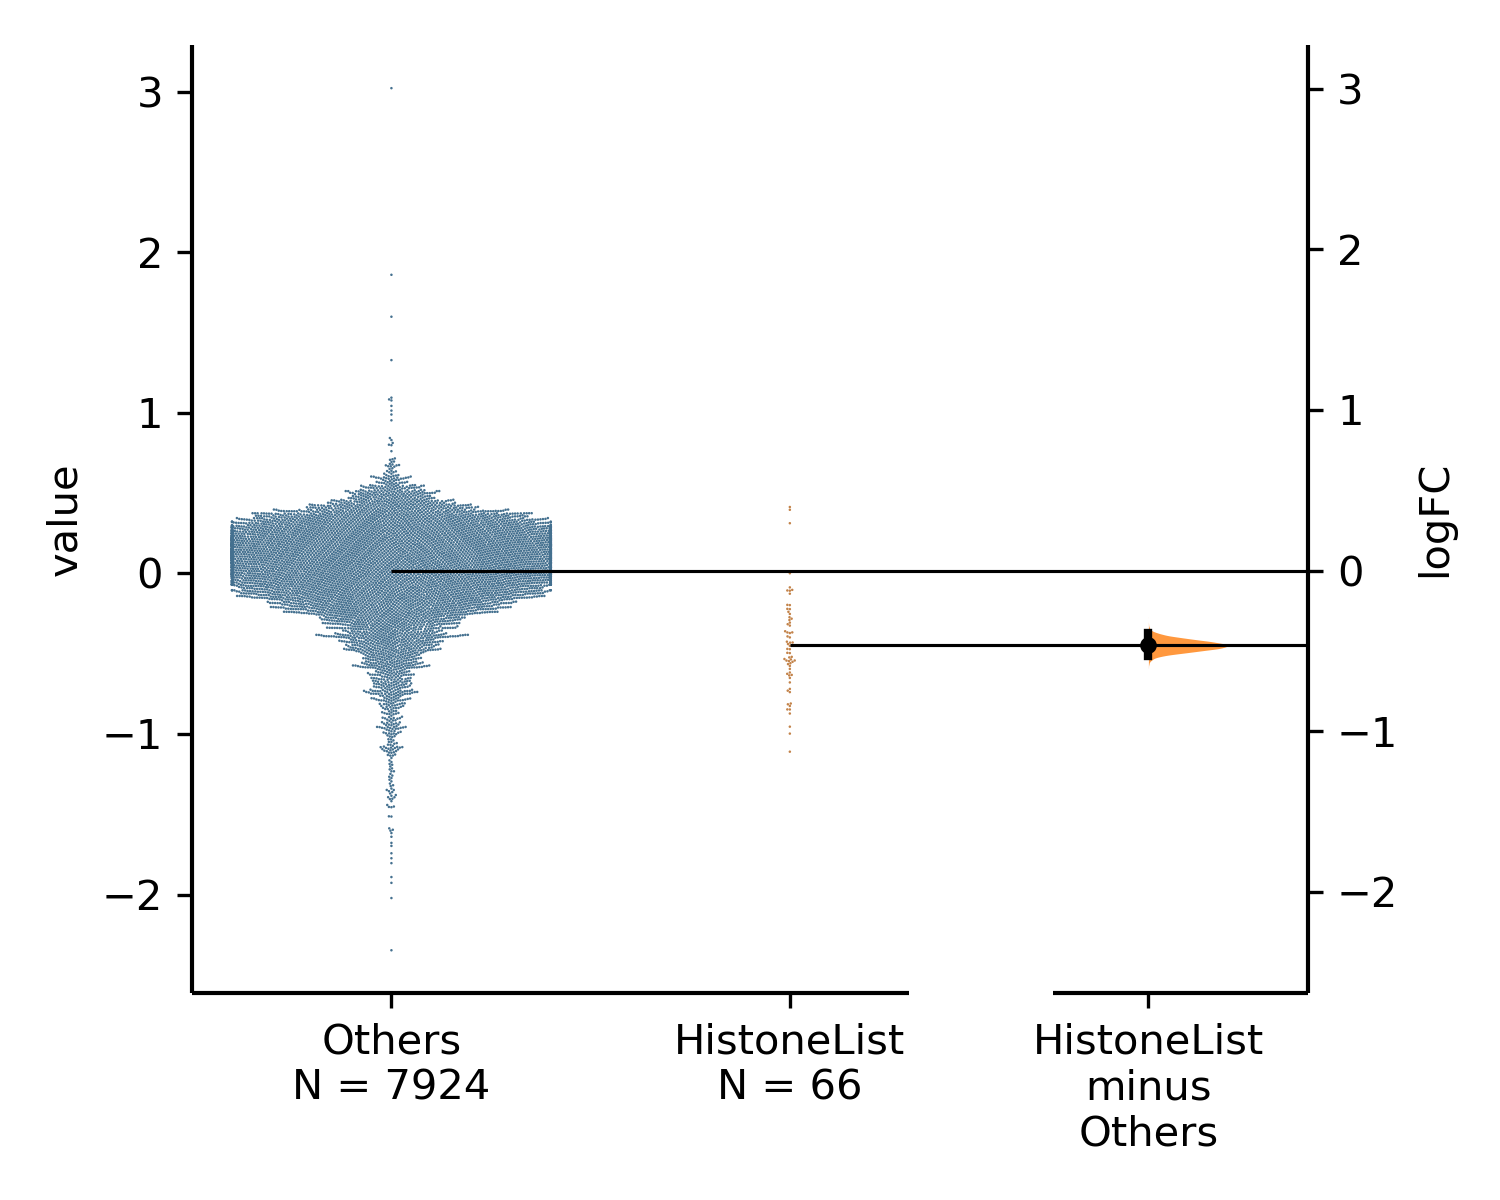 value
3
2
1
0
−1
−2
3
2
1
0
−1
−2
logFC
Others
N = 7924
HistoneList
N = 66
HistoneList
minus
Others